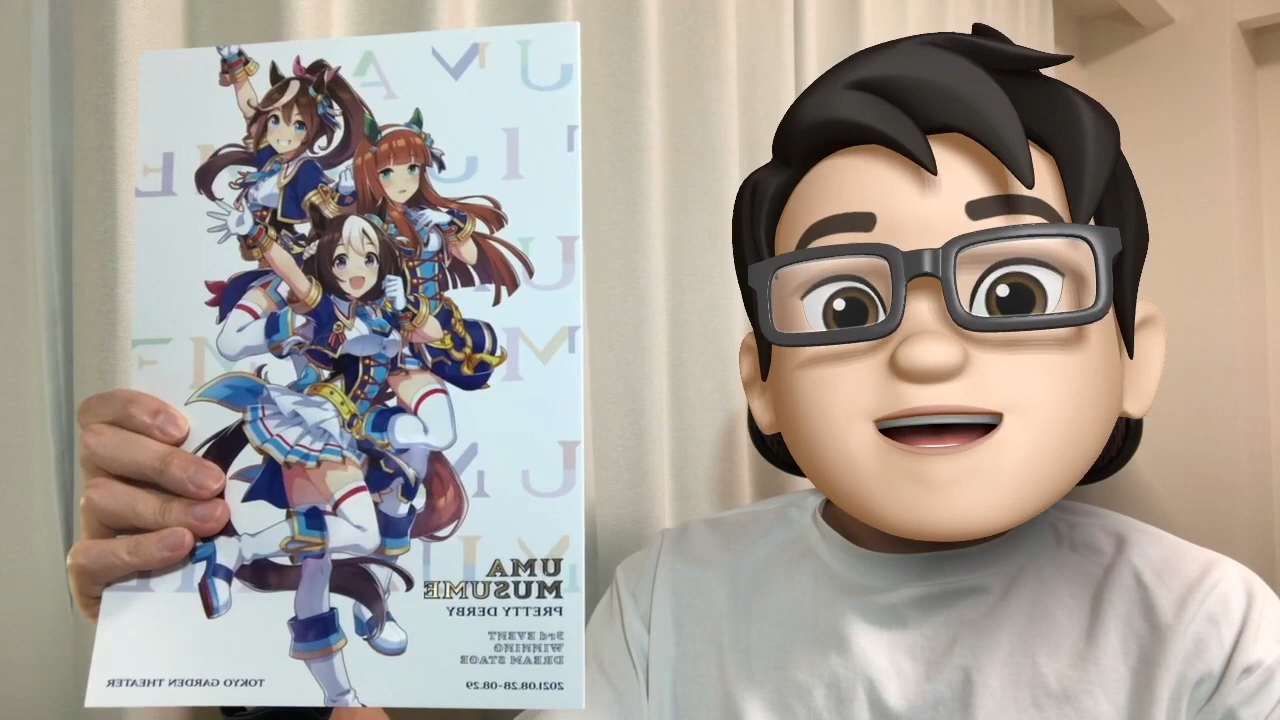 UMA
MUSUME
PRETTY DERBY
3rd EVENT
WINNING
DREAM STAGE
2021.08.28-08.29
TOKYO GARDEN THEATER